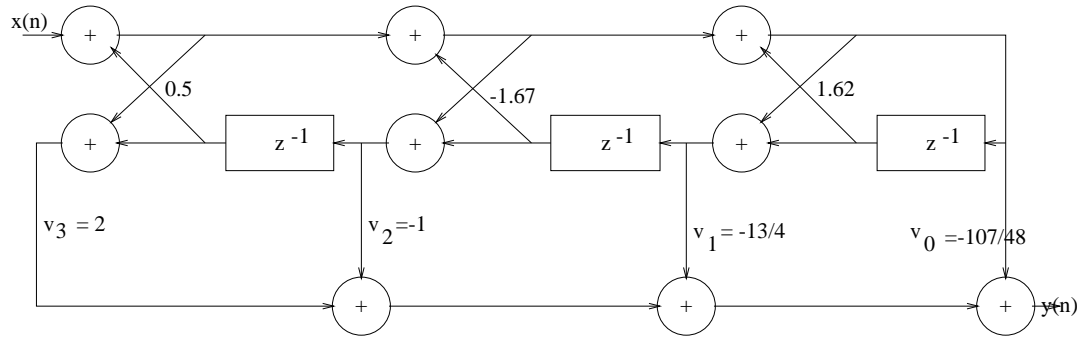 x(n)
+ + +
0.5 -1.67 1.62
+ z⁻¹ + z⁻¹ + z⁻¹
v₃ = 2 v₂=-1 v₁ = -13/4 v₀ =-107/48
+ + + y(n)